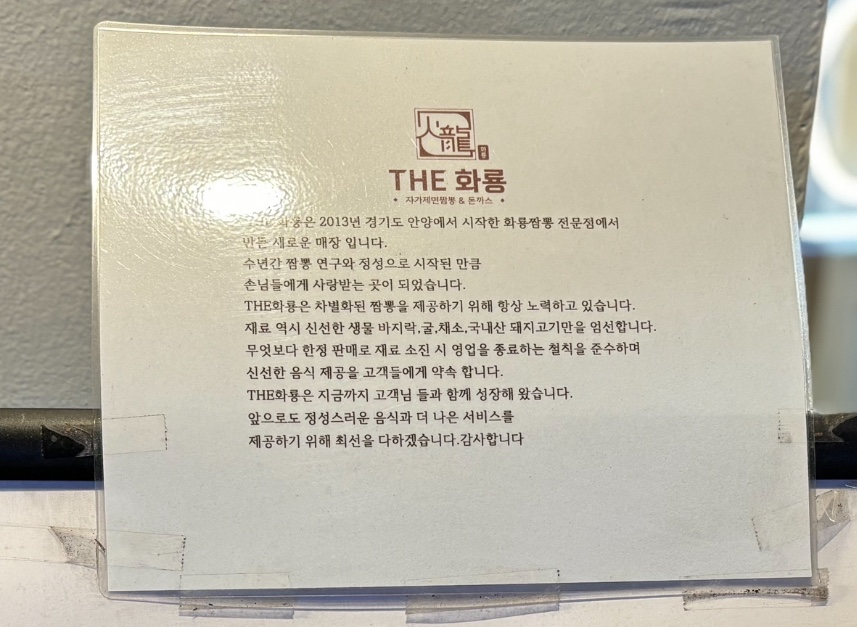 火龍
화룡
THE 화룡
자가제면짬뽕 & 돈까스
화룡은 2013년 경기도 안양에서 시작한 화룡짬뽕 전문점에서
만든 새로운 매장 입니다.
수년간 짬뽕 연구와 정성으로 시작된 만큼
손님들에게 사랑받는 곳이 되었습니다.
THE화룡은 차별화된 짬뽕을 제공하기 위해 항상 노력하고 있습니다.
재료 역시 신선한 생물 바지락,굴,채소,국내산 돼지고기만을 엄선합니다.
무엇보다 한정 판매로 재료 소진 시 영업을 종료하는 철칙을 준수하며
신선한 음식 제공을 고객들에게 약속 합니다.
THE화룡은 지금까지 고객님 들과 함께 성장해 왔습니다.
앞으로도 정성스러운 음식과 더 나은 서비스를
제공하기 위해 최선을 다하겠습니다.감사합니다